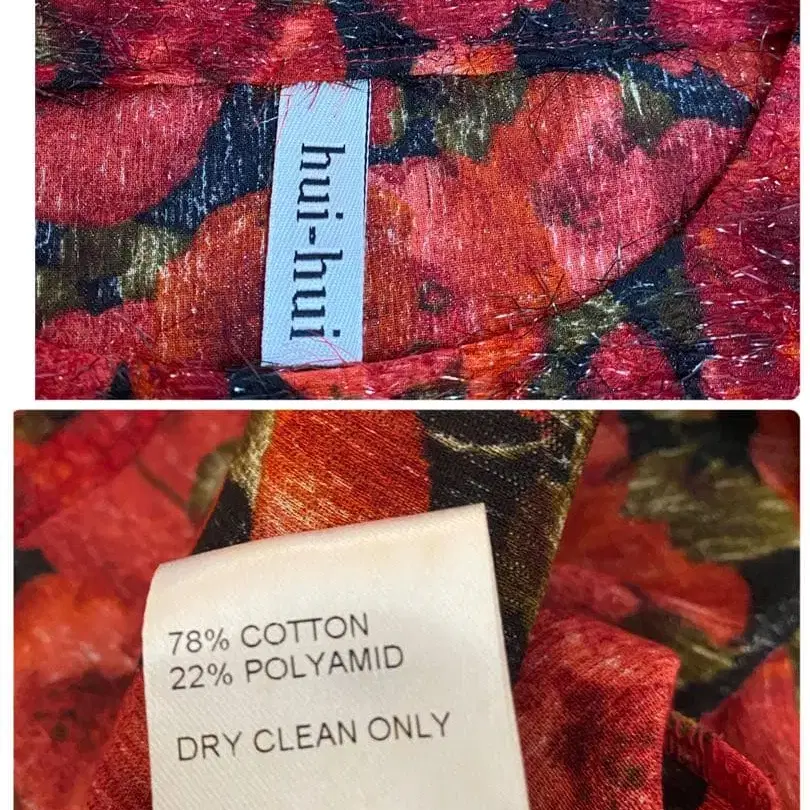 hui-hui
78% COTTON
22% POLYAMID
DRY CLEAN ONLY